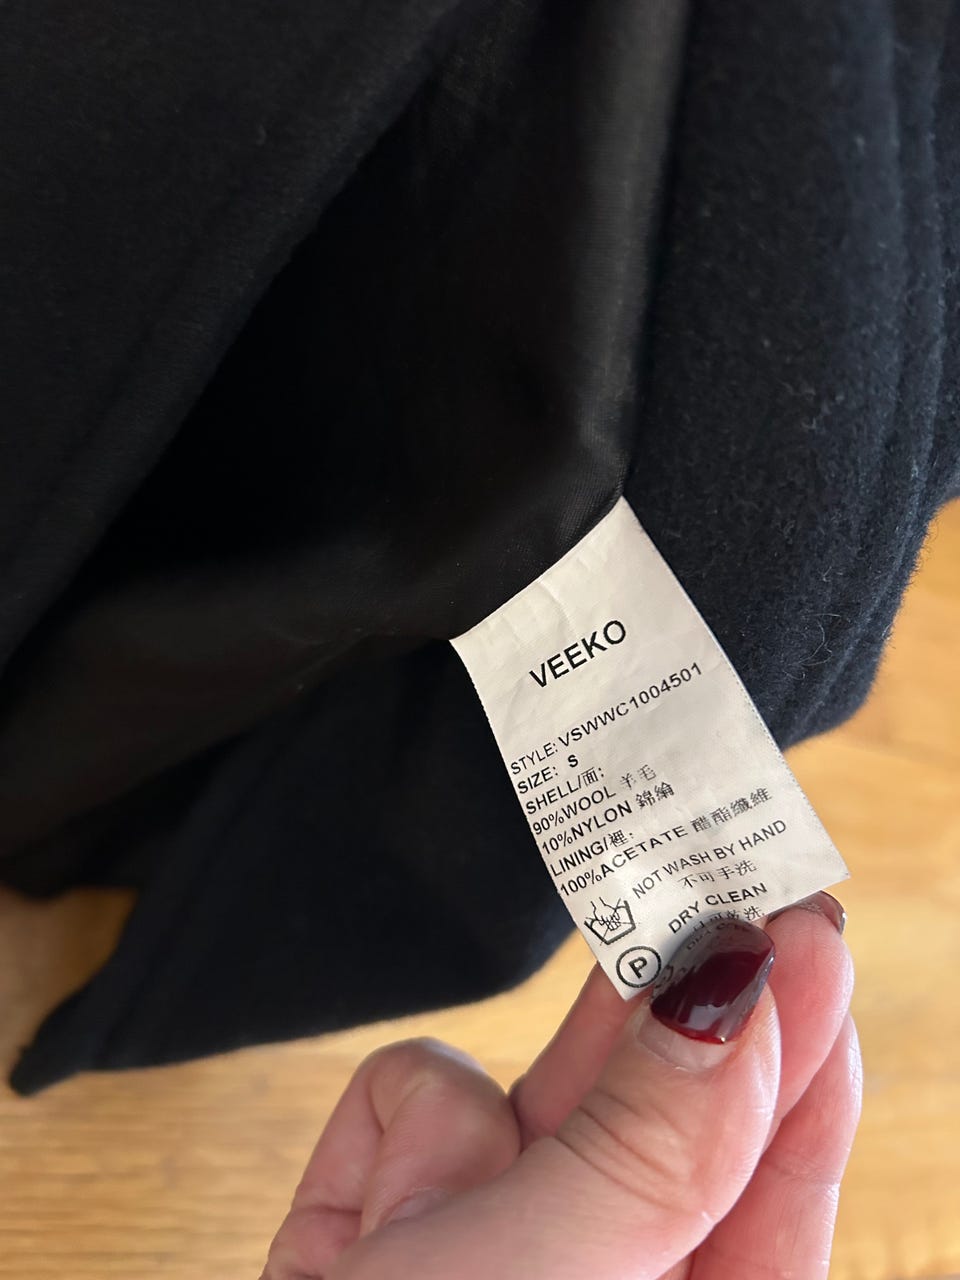 VEEKO
STYLE: VSWWC1004501
SIZE: S
SHELL/面:
90%WOOL 羊毛
10%NYLON 錦綸
LINING/裡:
100%ACETATE 醋酯纖維
NOT WASH BY HAND
不可手洗
DRY CLEAN
P